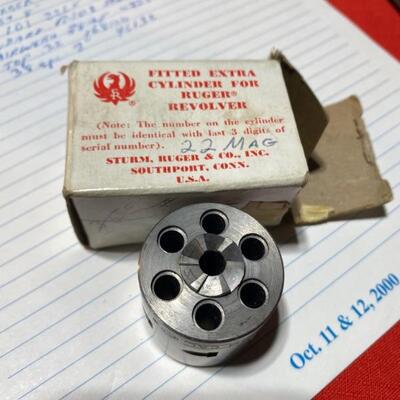 FITTED EXTRA
CYLINDER FOR
RUGER®
REVOLVER
(Note: The number on the cylinder
must be identical with last 3 digits of
serial number).
22 MAG
STURM, RUGER & CO., INC.
SOUTHPORT, CONN.
U.S.A.
Oct. 11 & 12, 2000